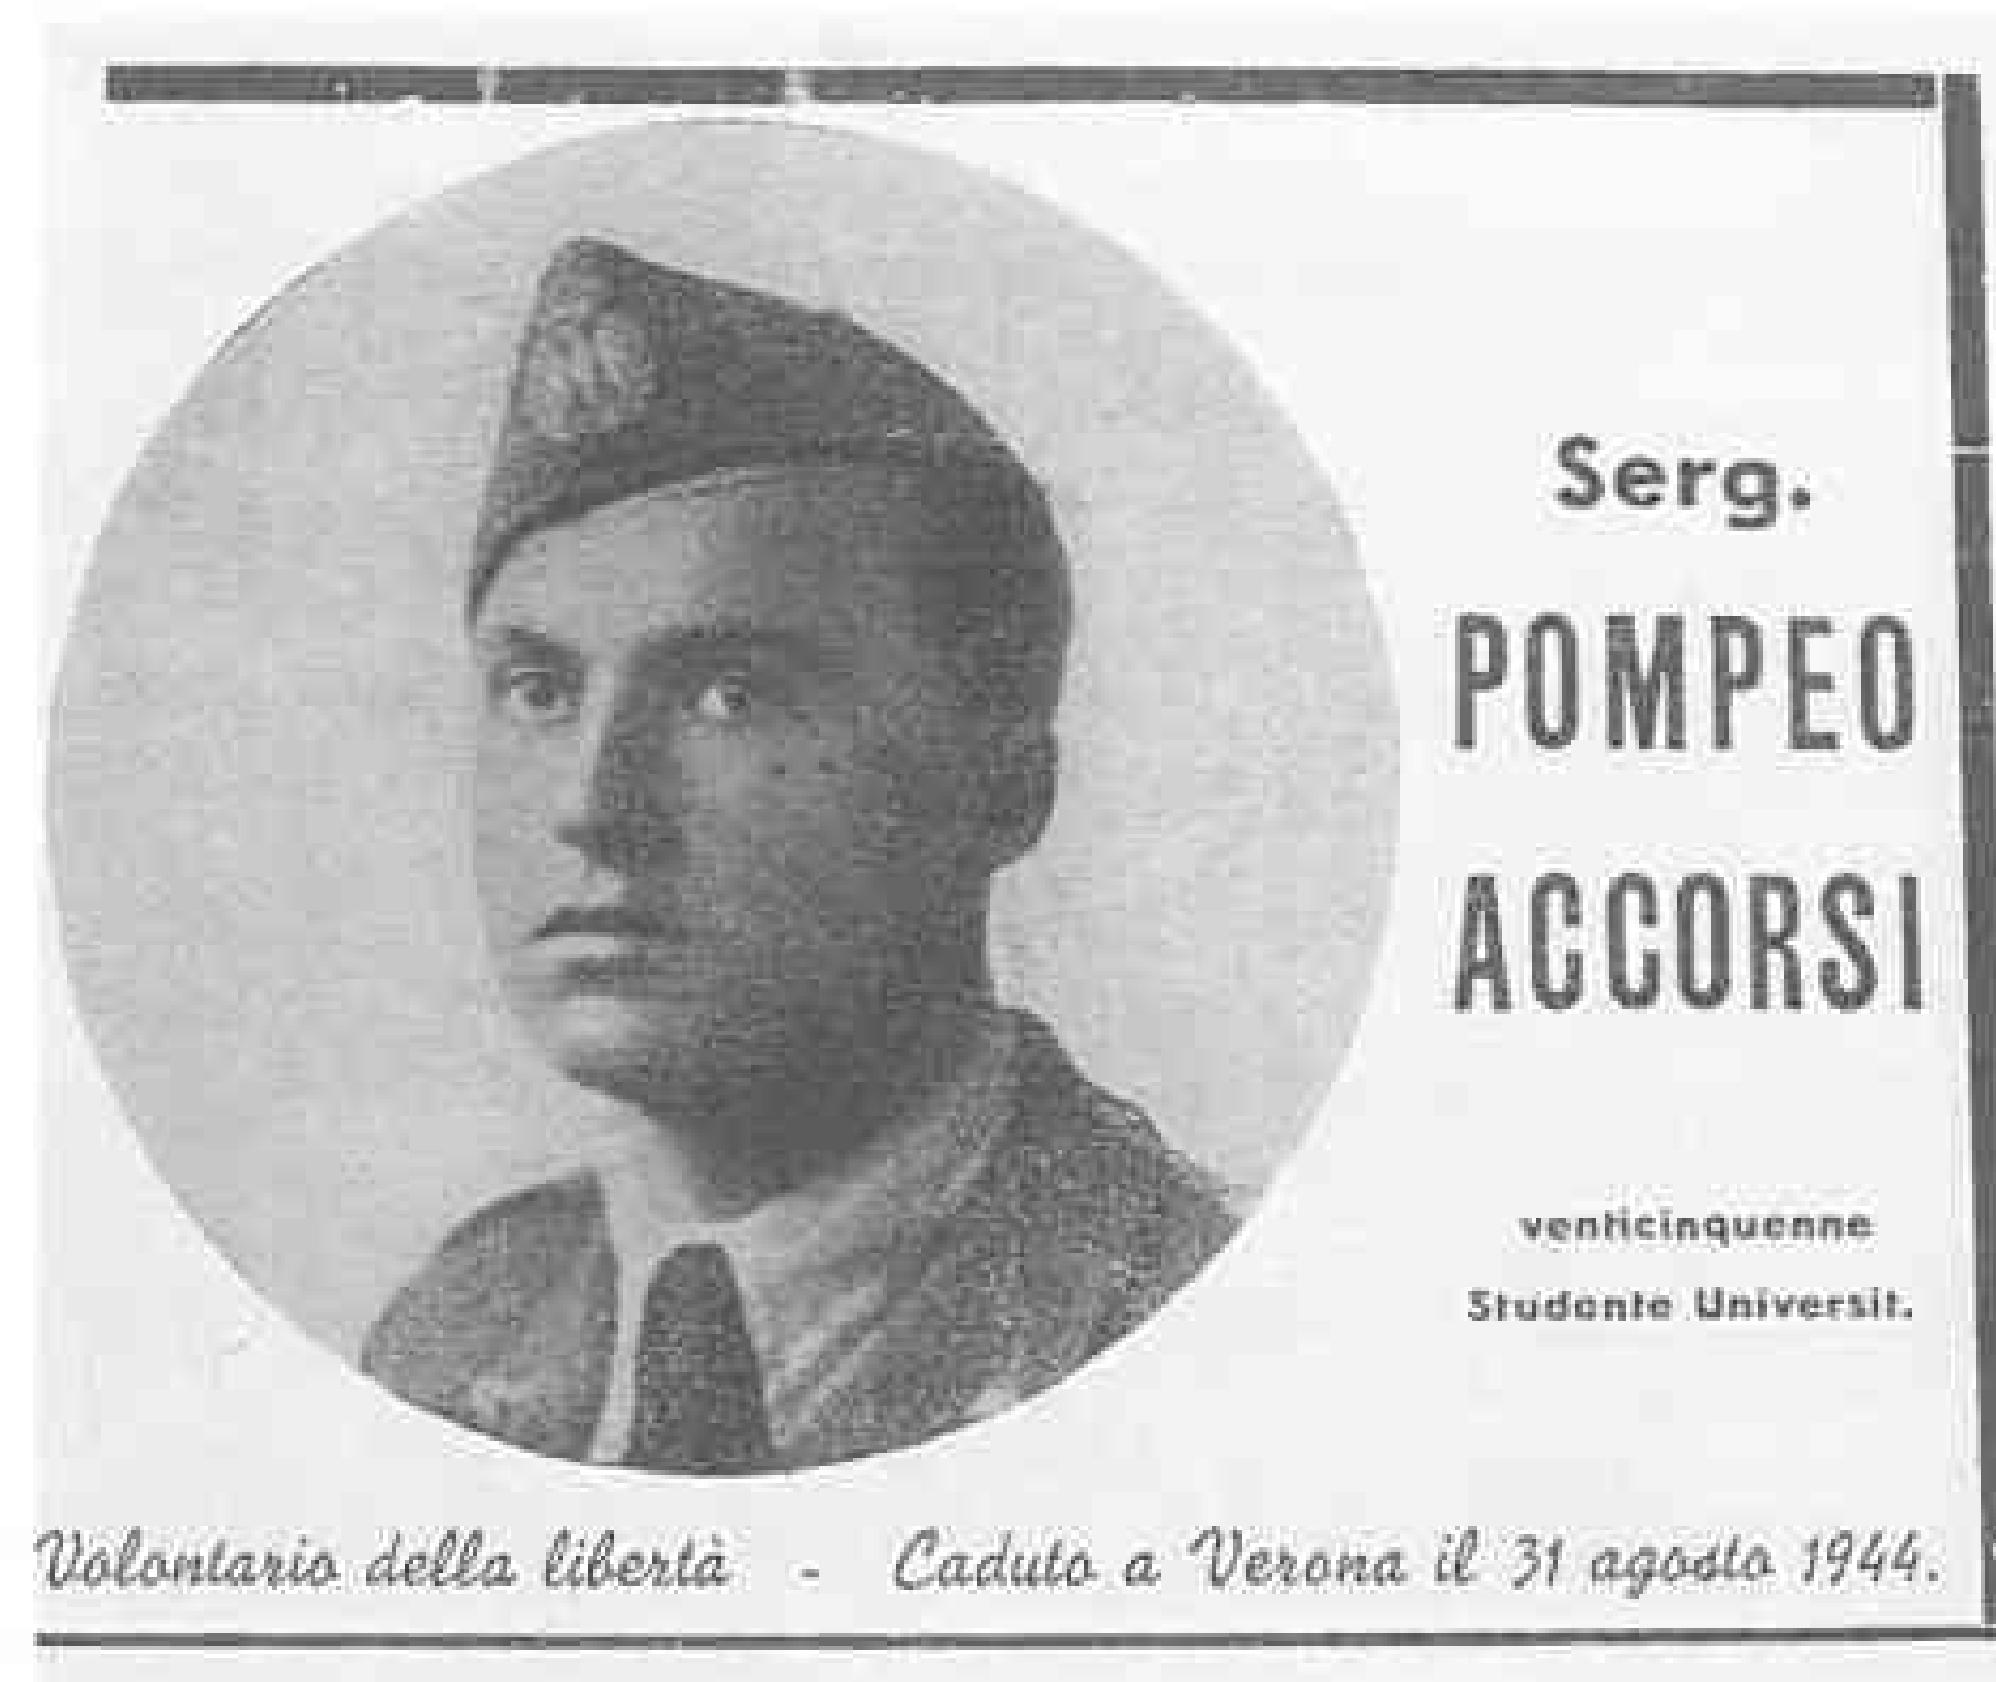 Serg.
POMPEO
ACCORSI
venticinquenne
Studente Universit.
Volontario della libertà - Caduto a Verona il 31 agosto 1944.